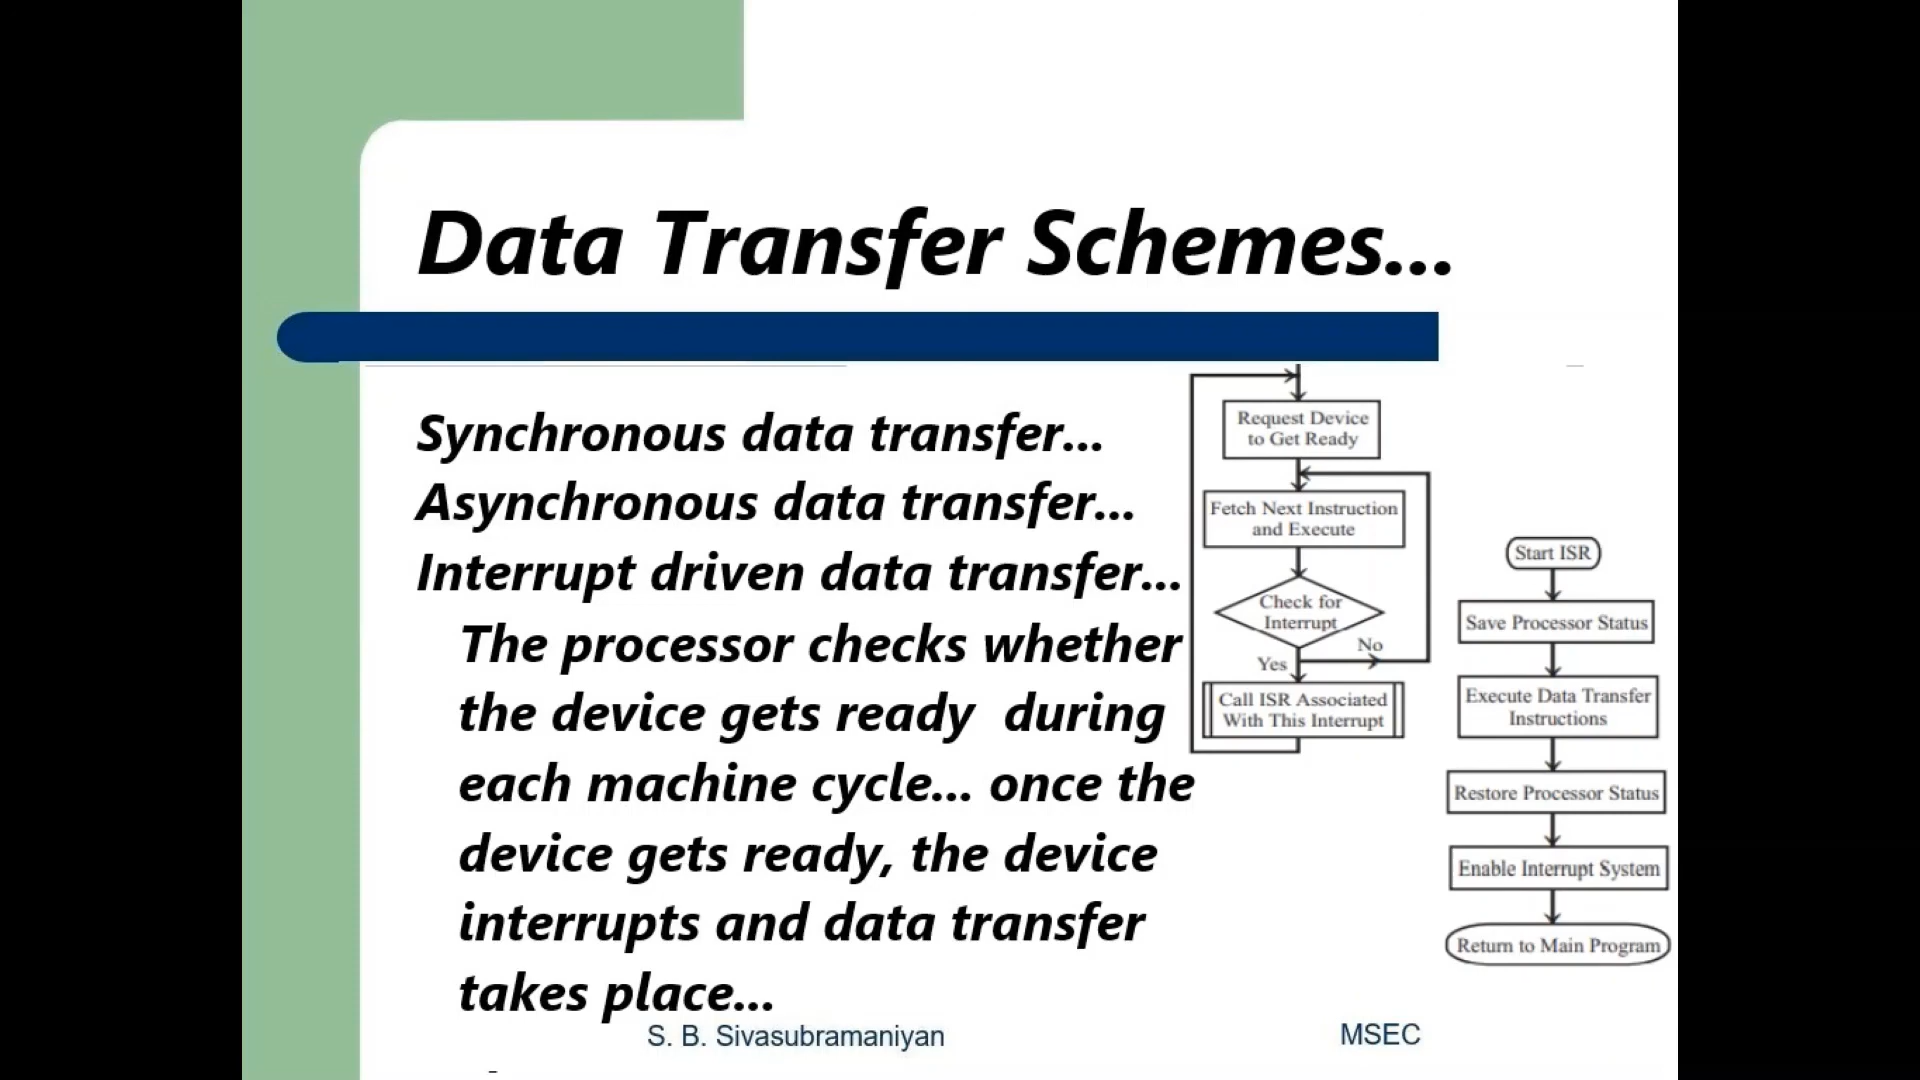 Data Transfer Schemes...
Synchronous data transfer...
Asynchronous data transfer...
Interrupt driven data transfer...
The processor checks whether
the device gets ready during
each machine cycle... once the
device gets ready, the device
interrupts and data transfer
takes place...
Request Device
to Get Ready
Fetch Next Instruction
and Execute
Check for
Interrupt
No
Yes
Call ISR Associated
With This Interrupt
Start ISR
Save Processor Status
Execute Data Transfer
Instructions
Restore Processor Status
Enable Interrupt System
Return to Main Program
S. B. Sivasubramaniyan
MSEC